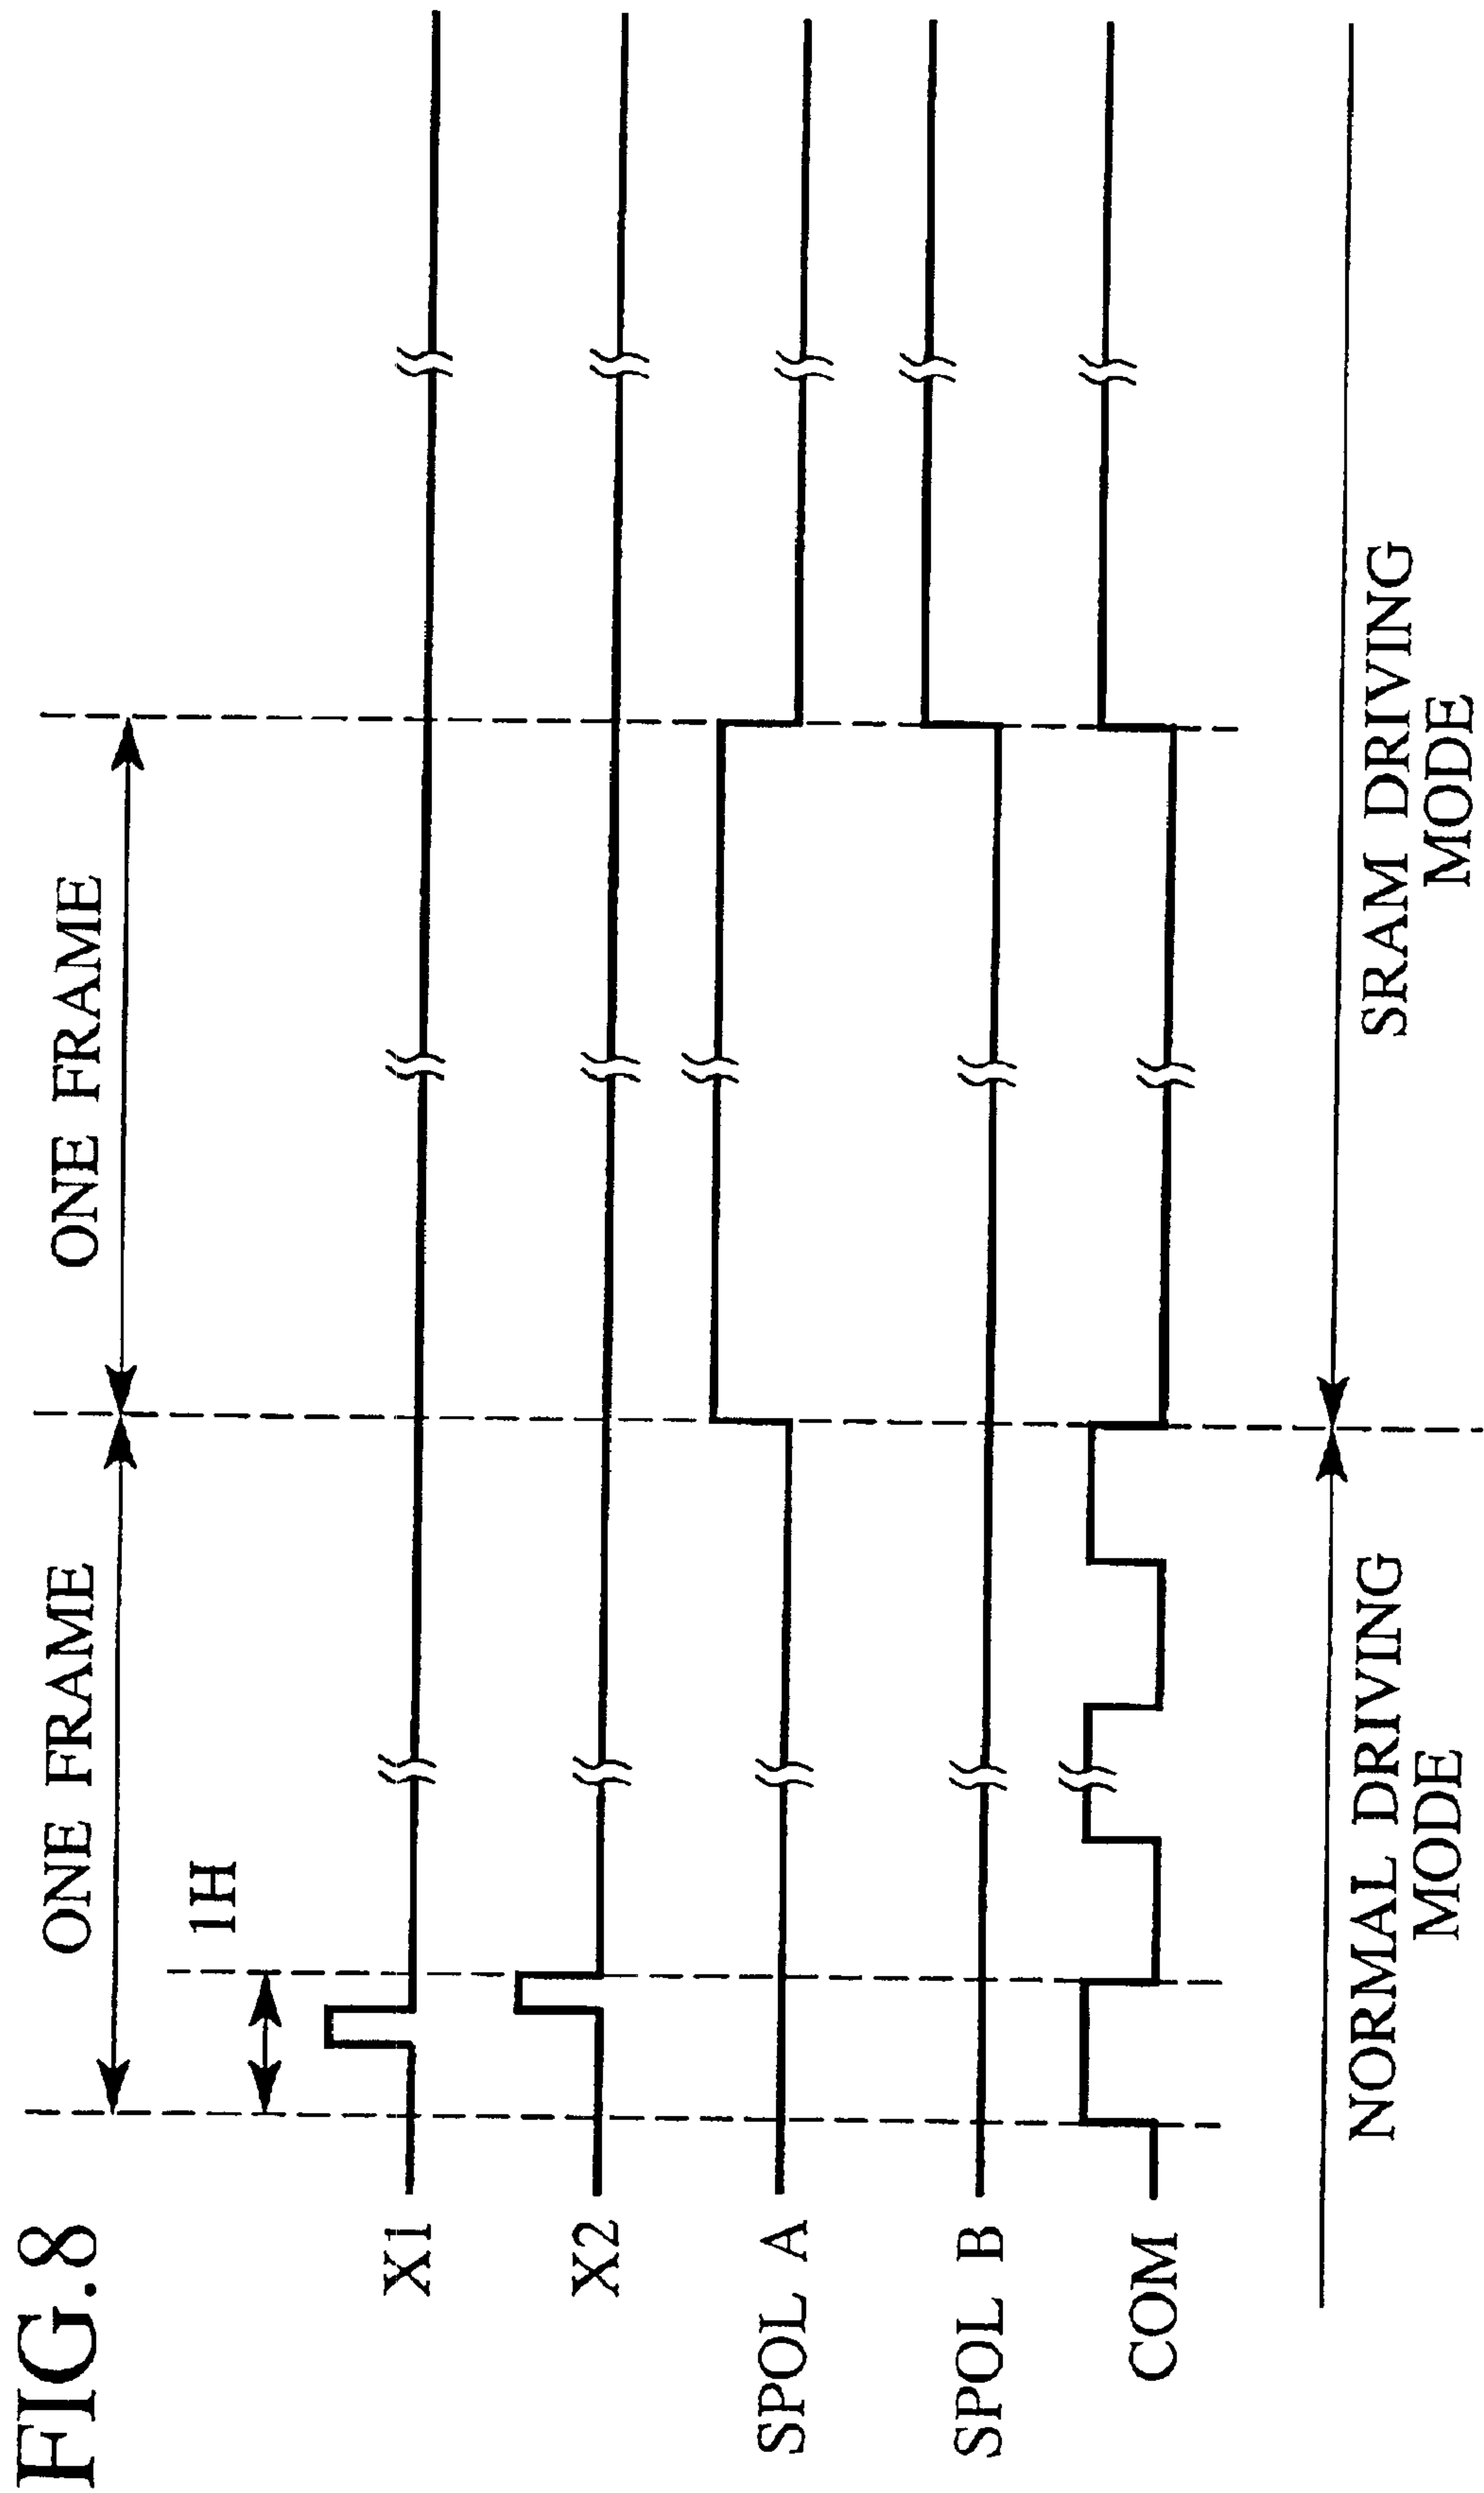 FIG.8
ONE FRAME
ONE FRAME
1H
X1
X2
SPOL A
SPOL B
COM
NORMAL DRIVING
MODE
SRAM DRIVING
MODE